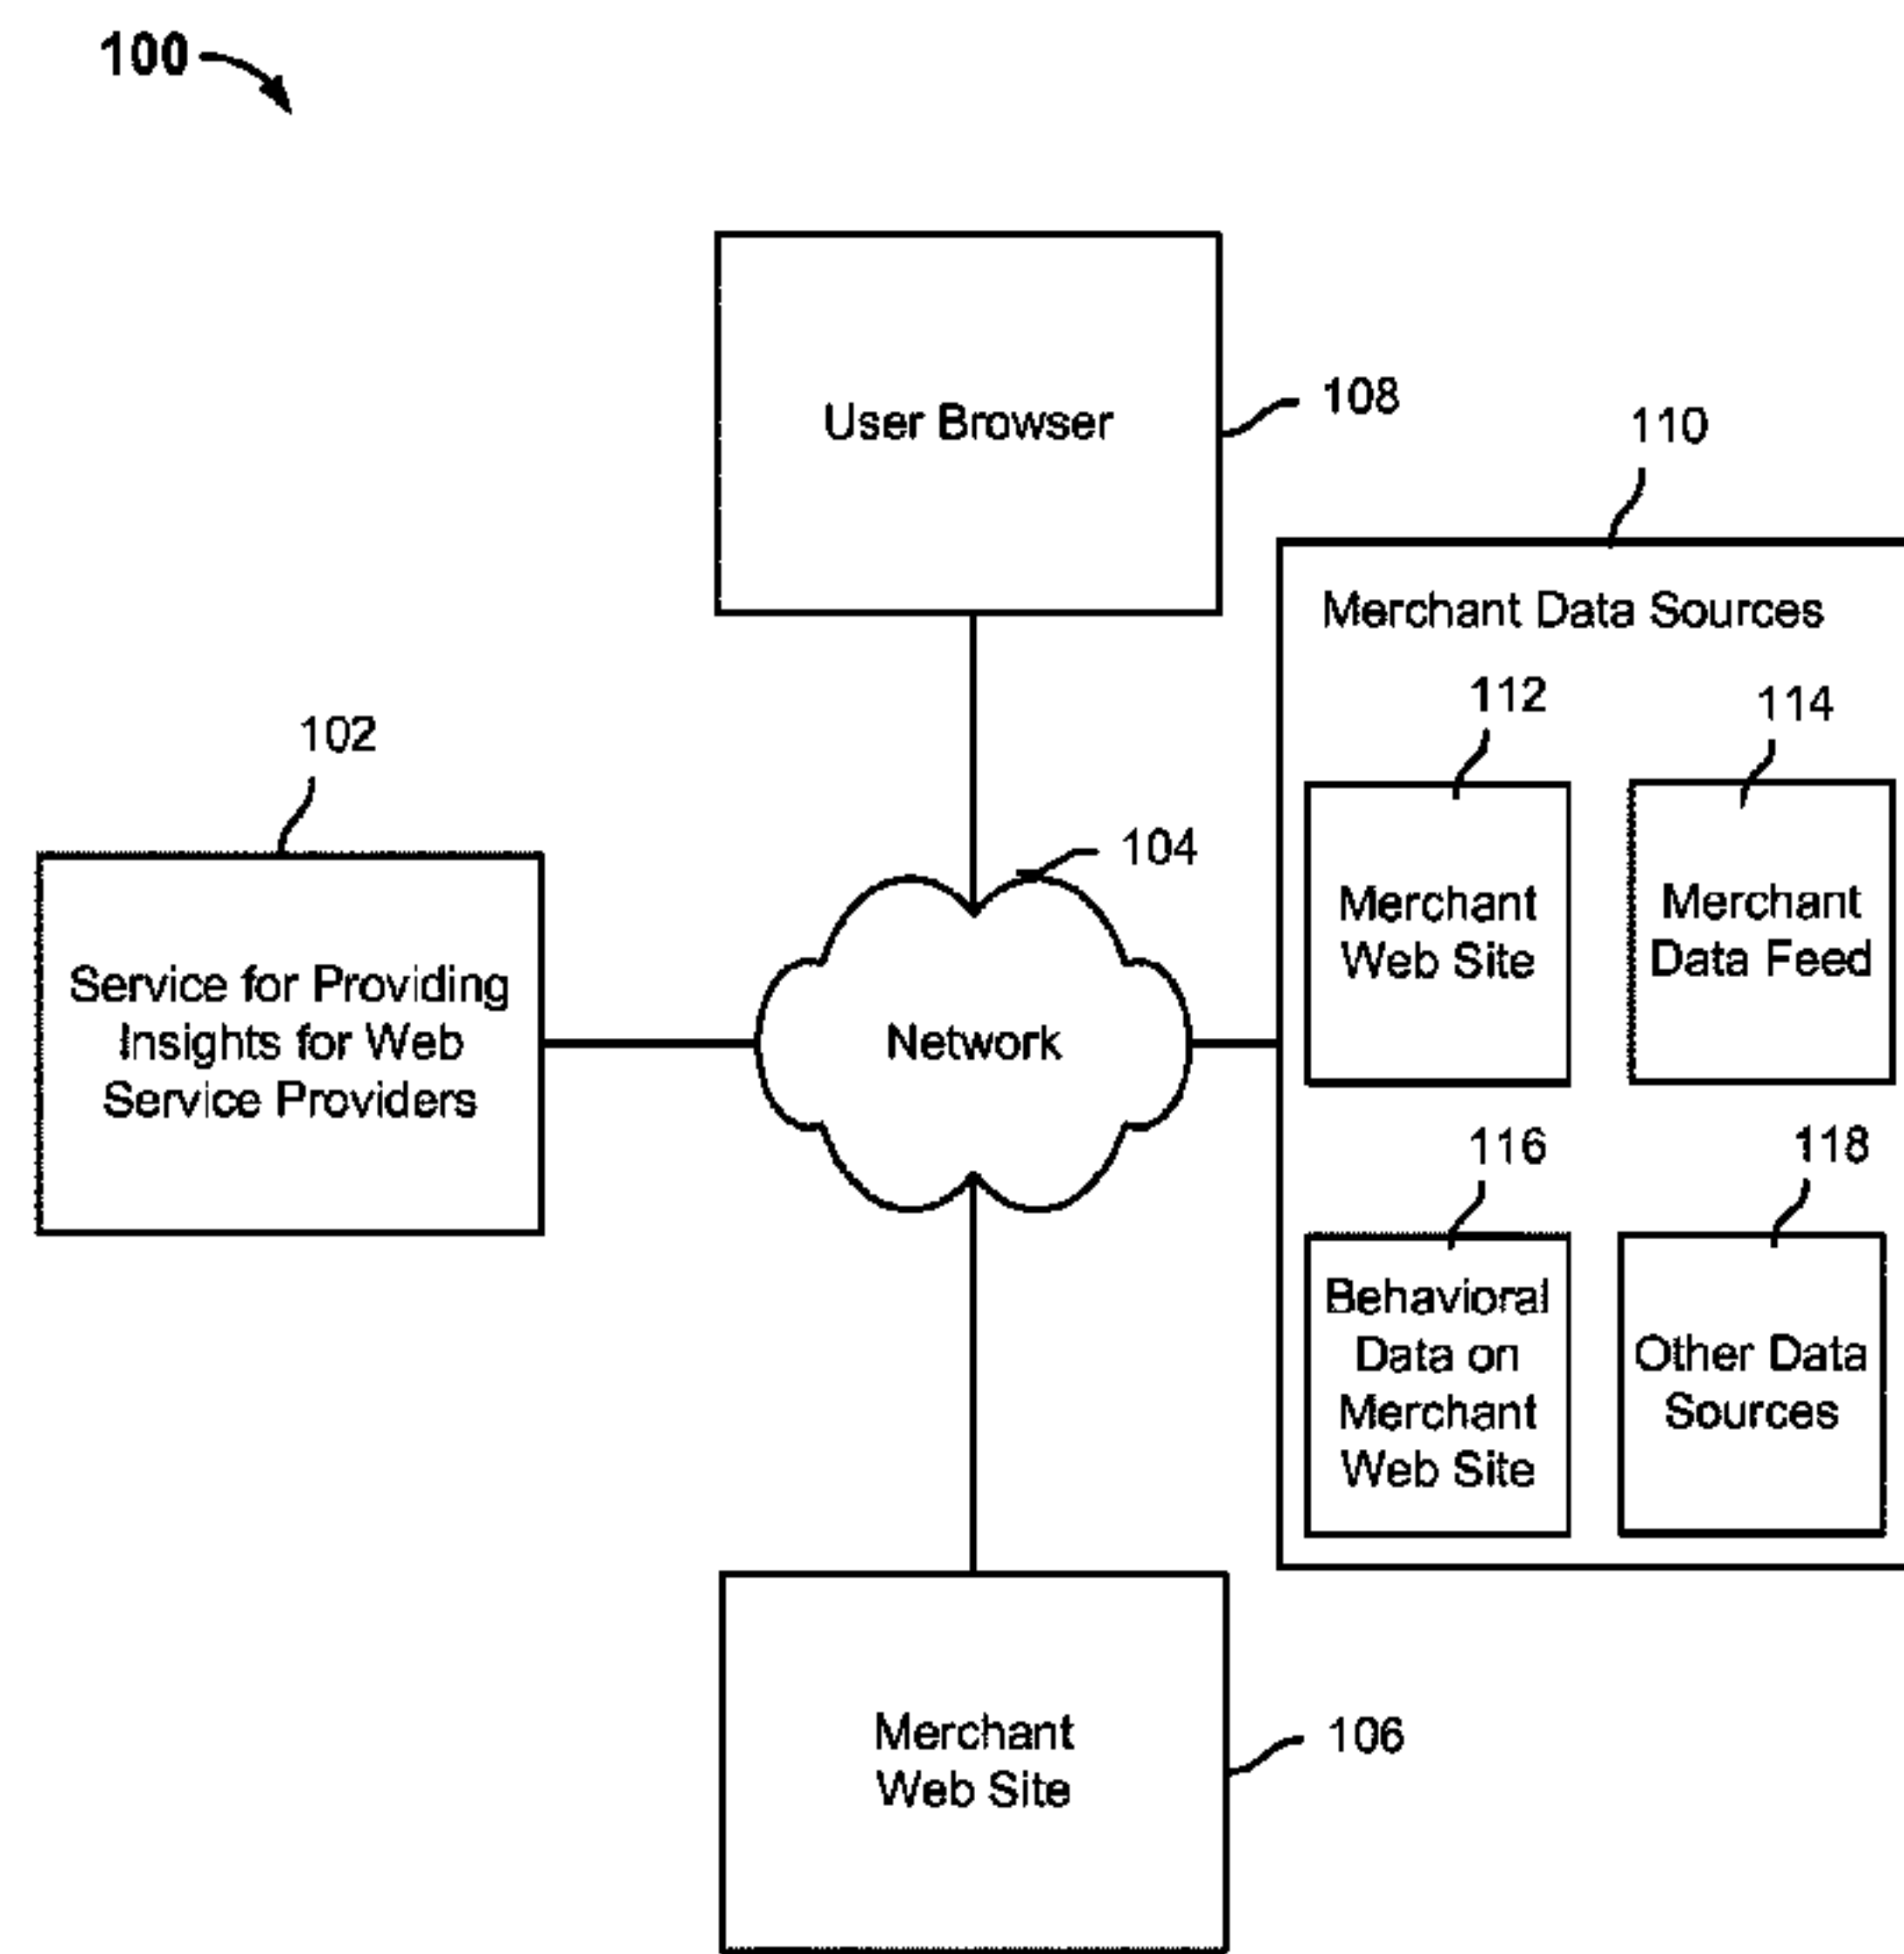 100
User Browser
108
110
Merchant Data Sources
112
114
102
104
Merchant
Web Site
Merchant
Data Feed
Service for Providing
Insights for Web
Service Providers
Network
116
118
Behavioral
Data on
Merchant
Web Site
Other Data
Sources
Merchant
Web Site
106